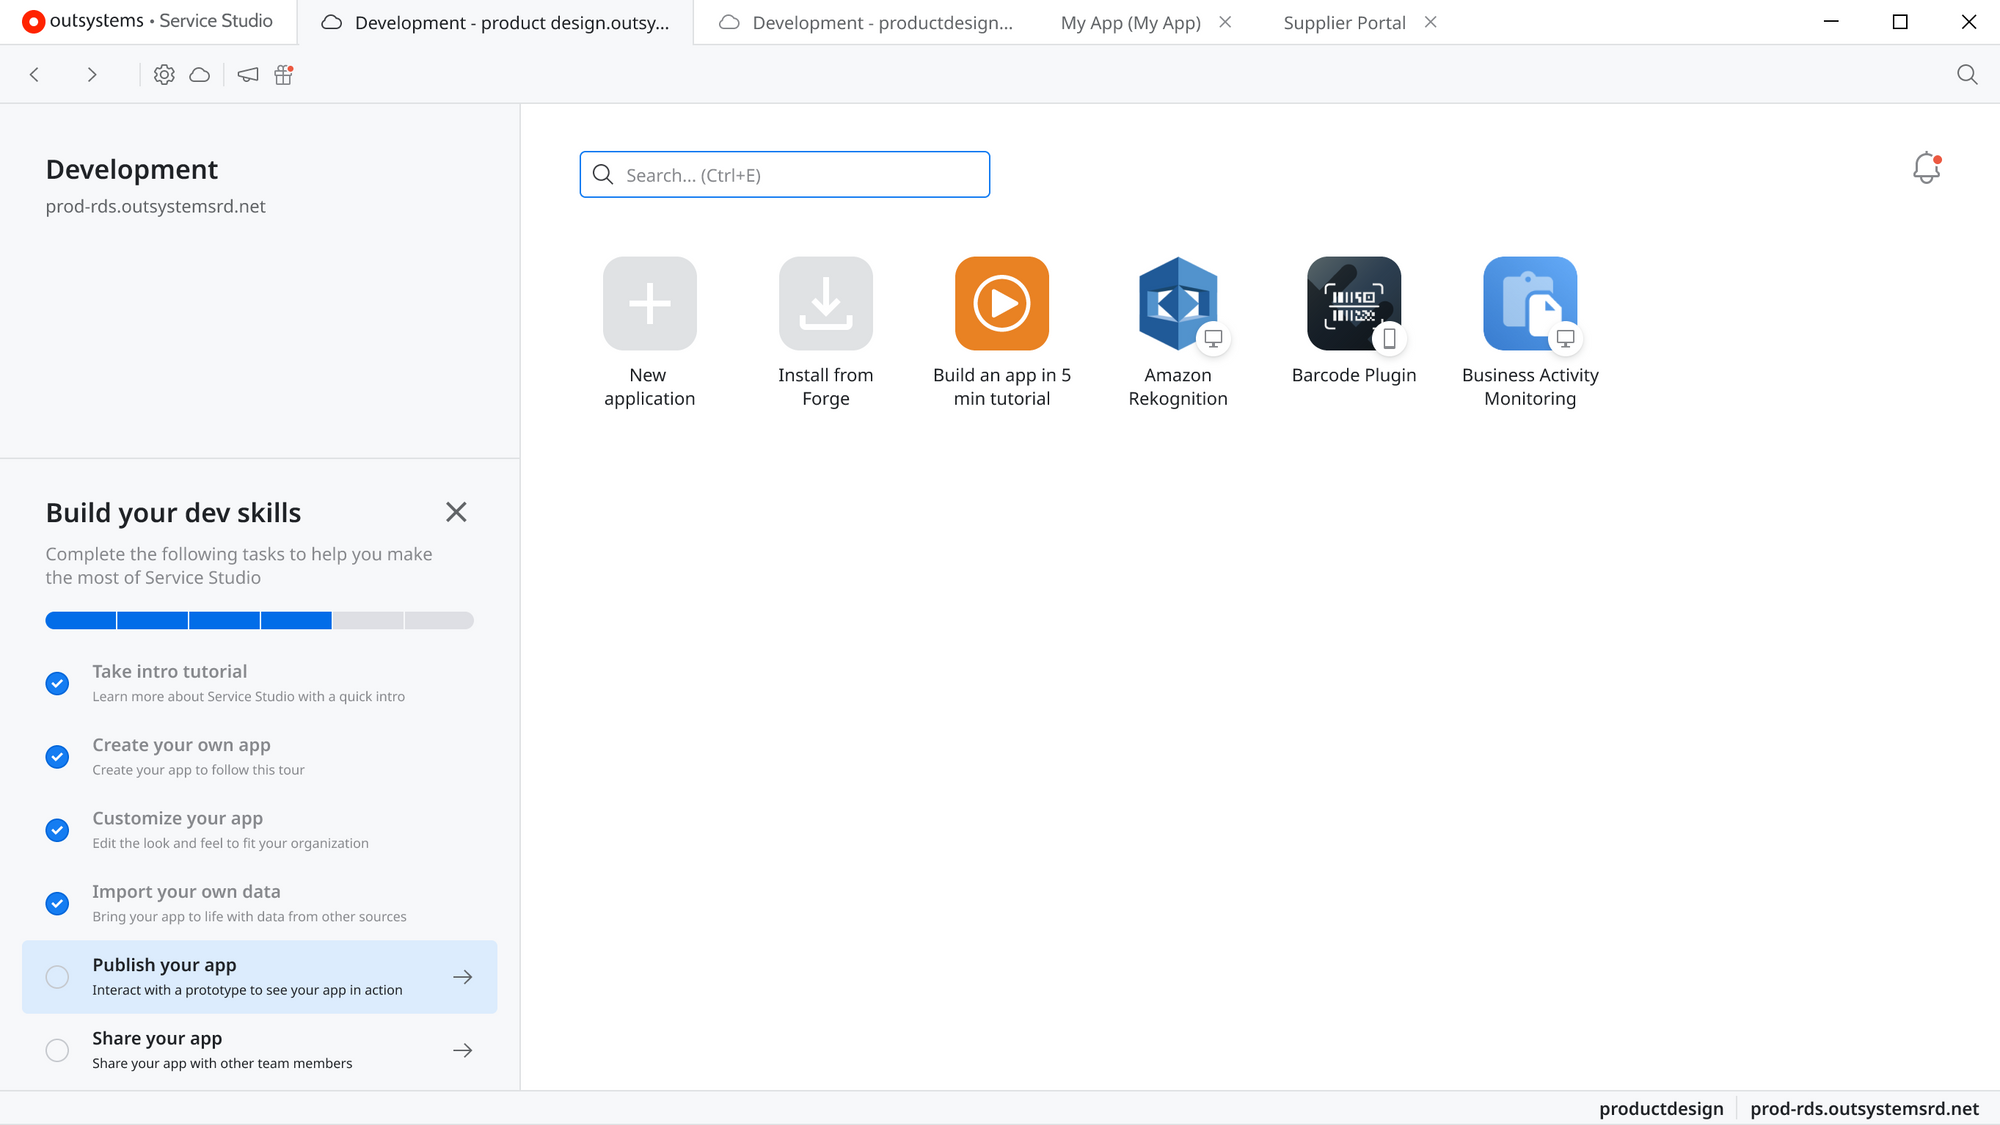 outsystems • Service Studio
Development - product design.outsy...
Development - productdesign...
My App (My App)
Supplier Portal
Development
prod-rds.outsystemsrd.net
Search... (Ctrl+E)
New
application
Install from
Forge
Build an app in 5
min tutorial
Amazon
Rekognition
Barcode Plugin
Business Activity
Monitoring
Build your dev skills
Complete the following tasks to help you make
the most of Service Studio
Take intro tutorial
Learn more about Service Studio with a quick intro
Create your own app
Create your app to follow this tour
Customize your app
Edit the look and feel to fit your organization
Import your own data
Bring your app to life with data from other sources
Publish your app
Interact with a prototype to see your app in action
Share your app
Share your app with other team members
productdesign
prod-rds.outsystemsrd.net